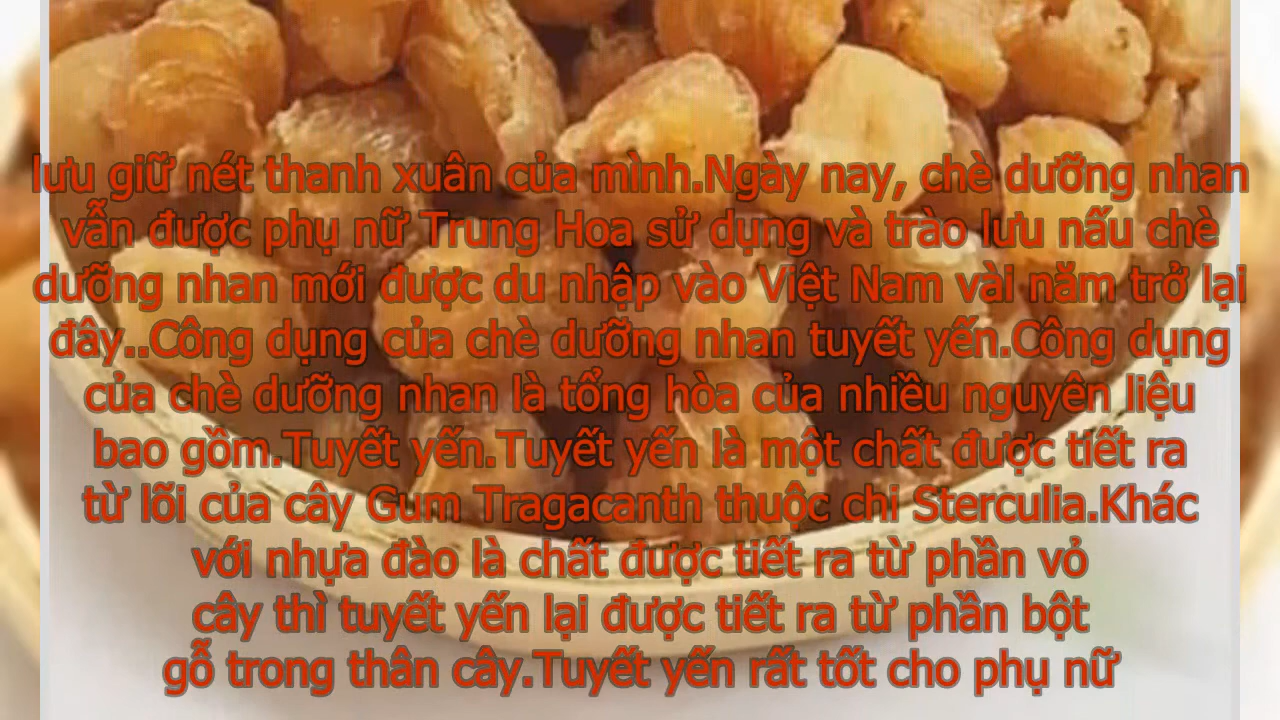 lưu giữ nét thanh xuân của mình.Ngày nay, chè dưỡng nhan
vẫn được phụ nữ Trung Hoa sử dụng và trào lưu nấu chè
dưỡng nhan mới được du nhập vào Việt Nam vài năm trở lại
đây..Công dụng của chè dưỡng nhan tuyết yến.Công dụng
của chè dưỡng nhan là tổng hòa của nhiều nguyên liệu
bao gồm.Tuyết yến.Tuyết yến là một chất được tiết ra
từ lõi của cây Gum Tragacanth thuộc chi Sterculia.Khác
với nhựa đào là chất được tiết ra từ phần vỏ
cây thì tuyết yến lại được tiết ra từ phần bột
gỗ trong thân cây.Tuyết yến rất tốt cho phụ nữ